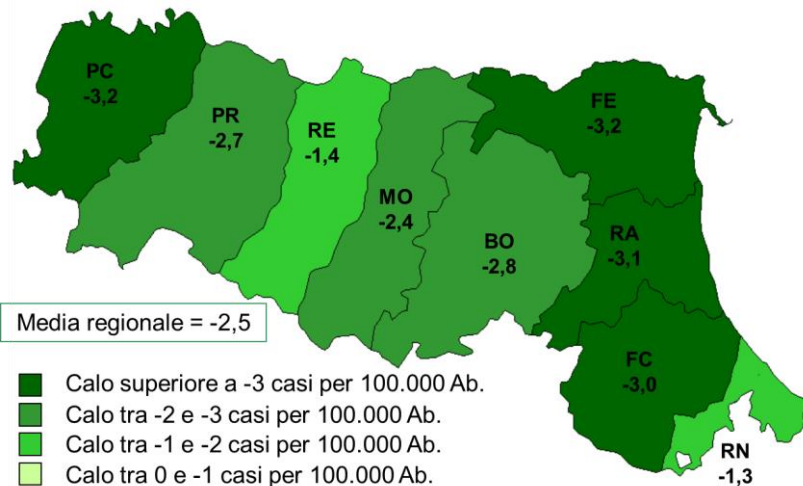 PC
-3,2
PR
-2,7
RE
-1,4
MO
-2,4
BO
-2,8
FE
-3,2
RA
-3,1
FC
-3,0
RN
-1,3
Media regionale = -2,5
Calo superiore a -3 casi per 100.000 Ab.
Calo tra -2 e -3 casi per 100.000 Ab.
Calo tra -1 e -2 casi per 100.000 Ab.
Calo tra 0 e -1 casi per 100.000 Ab.